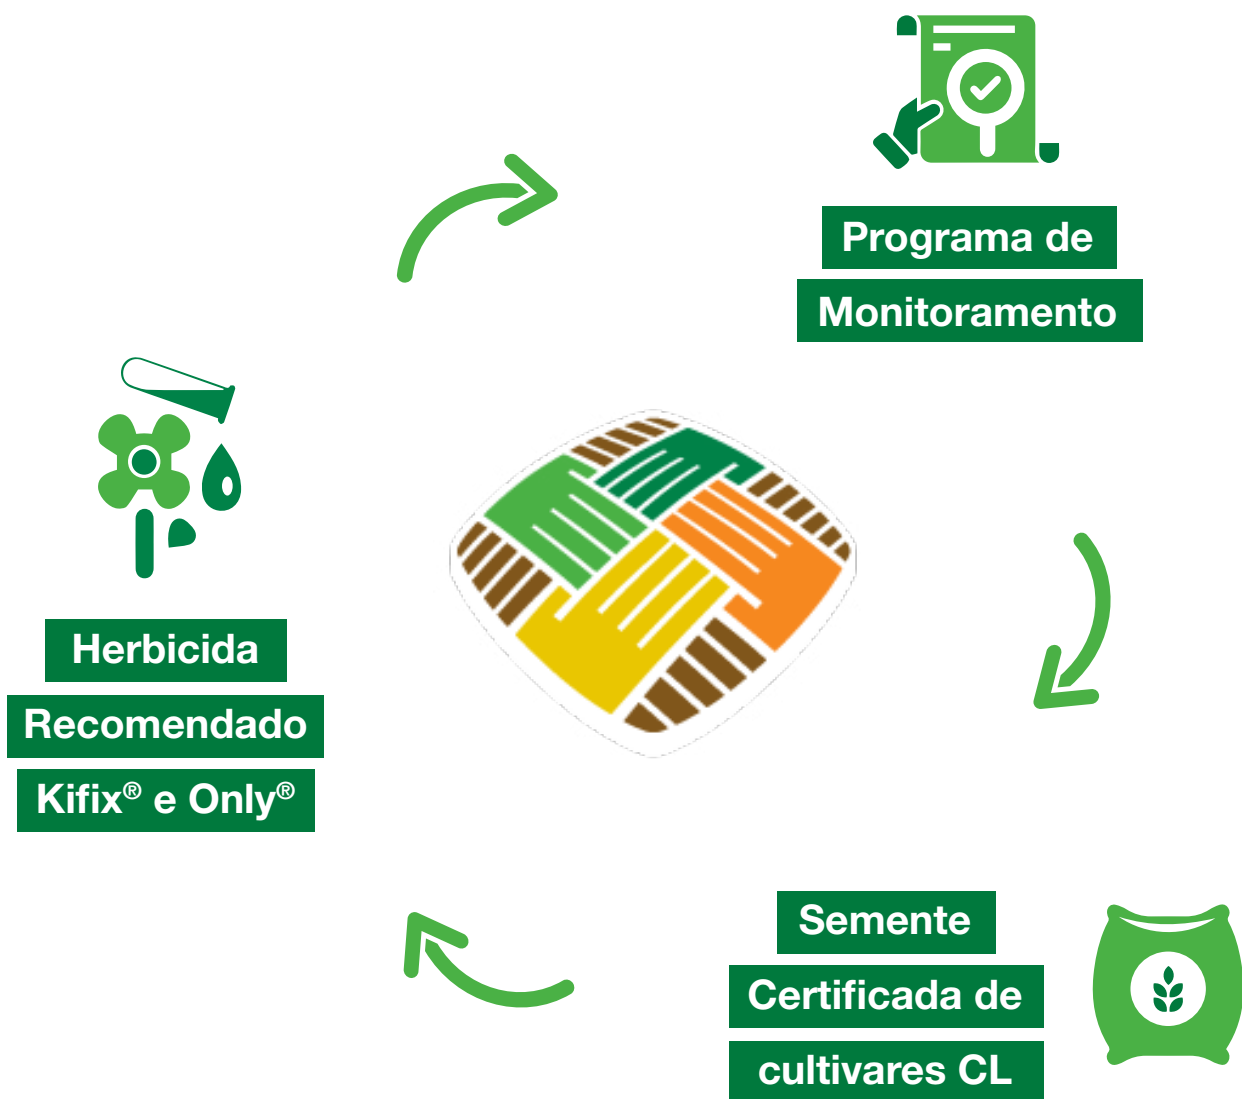 Programa de
Monitoramento
Herbicida
Recomendado
Kifix® e Only®
Semente
Certificada de
cultivares CL